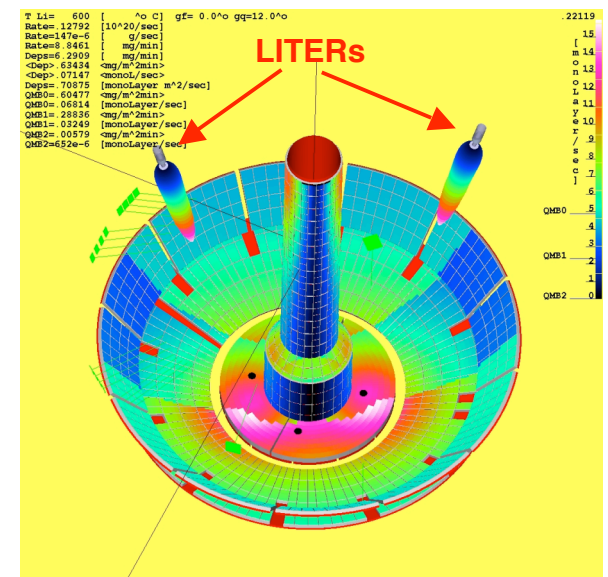 T Li=   600  [    ^o C]  gf= 0.0^o gq=12.0^o
Rate=.12792 [10^20/sec]
Rate=147e-6 [    g/sec]
Rate=8.8461 [   mg/min]
Deps=6.2909 [   mg/min]
<Dep>.63434 <mg/m^2min>
<Dep>.07147 <monoL/sec>
Deps=.70875 [monoLayer m^2/sec]
QMB0=.60477 <mg/m^2min>
QMB0=.06814 [monoLayer/sec]
QMB1=.28836 <mg/m^2min>
QMB1=.03249 [monoLayer/sec]
QMB2=.00579 <mg/m^2min>
QMB2=652e-6 [monoLayer/sec]
LITERs
.22119
[monoLayer/sec]
15
14
13
12
11
10
9
8
7
6
5
4
3
2
1
0
QMB0
QMB1
QMB2